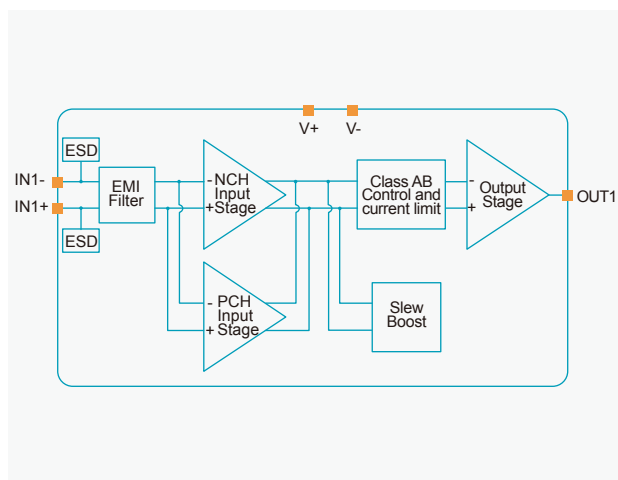 V+
V-
ESD
IN1-
IN1+
ESD
EMI
Filter
-NCH
Input
+Stage
Class AB
Control and
current limit
-
+
Output
Stage
OUT1
- PCH
Input
+ Stage
Slew
Boost